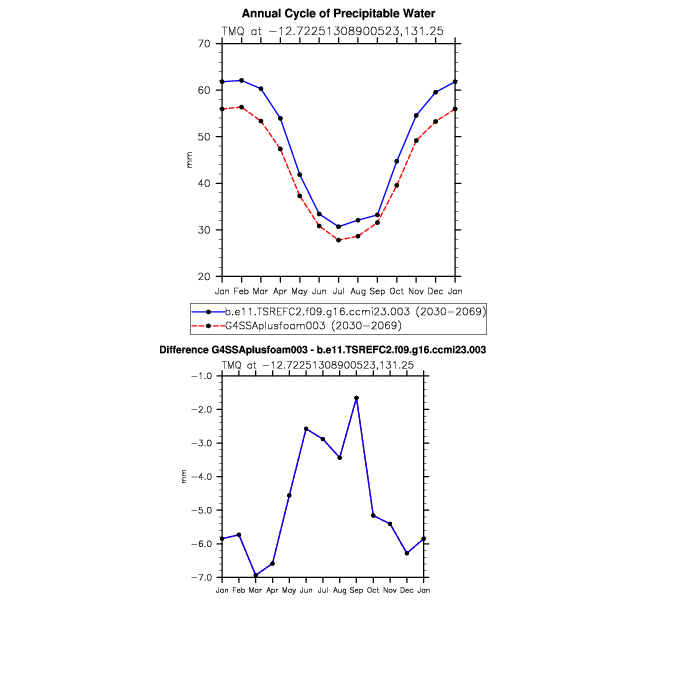 Annual Cycle of Precipitable Water
TMQ at -12.72251308900523,131.25
70
60
50
40
30
20
mm
Jan Feb Mar Apr May Jun Jul Aug Sep Oct Nov Dec Jan
b.e11.TSREFC2.f09.g16.ccmi23.003 (2030-2069)
G4SSAplusfoam003 (2030-2069)
Difference G4SSAplusfoam003 - b.e11.TSREFC2.f09.g16.ccmi23.003
TMQ at -12.72251308900523,131.25
-1.0
-2.0
-3.0
-4.0
-5.0
-6.0
-7.0
mm
Jan Feb Mar Apr May Jun Jul Aug Sep Oct Nov Dec Jan